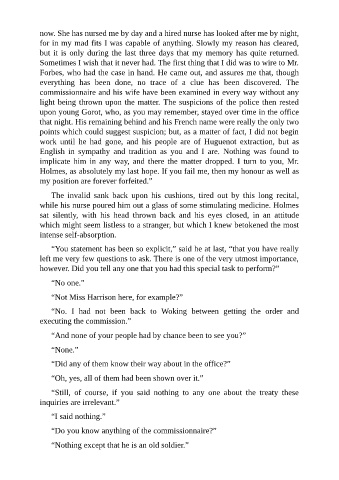 now. She has nursed me by day and a hired nurse has looked after me by night,
for in my mad fits I was capable of anything. Slowly my reason has cleared,
but it is only during the last three days that my memory has quite returned.
Sometimes I wish that it never had. The first thing that I did was to wire to Mr.
Forbes, who had the case in hand. He came out, and assures me that, though
everything has been done, no trace of a clue has been discovered. The
commissionaire and his wife have been examined in every way without any
light being thrown upon the matter. The suspicions of the police then rested
upon young Gorot, who, as you may remember, stayed over time in the office
that night. His remaining behind and his French name were really the only two
points which could suggest suspicion; but, as a matter of fact, I did not begin
work until he had gone, and his people are of Huguenot extraction, but as
English in sympathy and tradition as you and I are. Nothing was found to
implicate him in any way, and there the matter dropped. I turn to you, Mr.
Holmes, as absolutely my last hope. If you fail me, then my honour as well as
my position are forever forfeited.”
The invalid sank back upon his cushions, tired out by this long recital,
while his nurse poured him out a glass of some stimulating medicine. Holmes
sat silently, with his head thrown back and his eyes closed, in an attitude
which might seem listless to a stranger, but which I knew betokened the most
intense self-absorption.
“You statement has been so explicit,” said he at last, “that you have really
left me very few questions to ask. There is one of the very utmost importance,
however. Did you tell any one that you had this special task to perform?”
“No one.”
“Not Miss Harrison here, for example?”
“No. I had not been back to Woking between getting the order and
executing the commission.”
“And none of your people had by chance been to see you?”
“None.”
“Did any of them know their way about in the office?”
“Oh, yes, all of them had been shown over it.”
“Still, of course, if you said nothing to any one about the treaty these
inquiries are irrelevant.”
“I said nothing.”
“Do you know anything of the commissionaire?”
“Nothing except that he is an old soldier.”